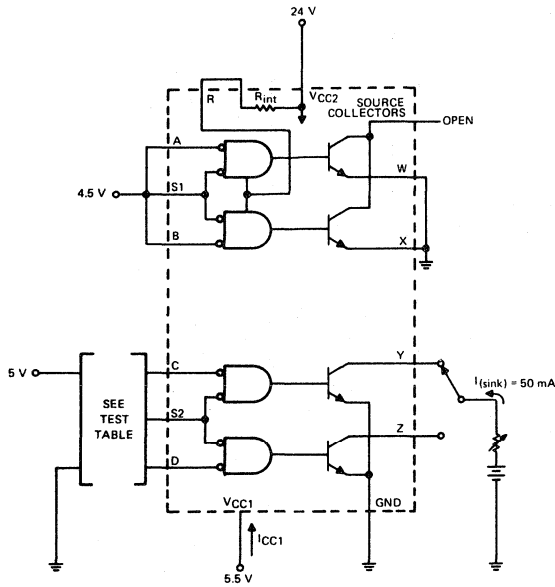 24 V
R
Rint
VCC2
SOURCE
COLLECTORS
OPEN
A
W
4.5 V
S1
B
X
5 V
SEE
TEST
TABLE
C
S2
D
Y
Z
I(sink) = 50 mA
VCC1
GND
ICC1
5.5 V